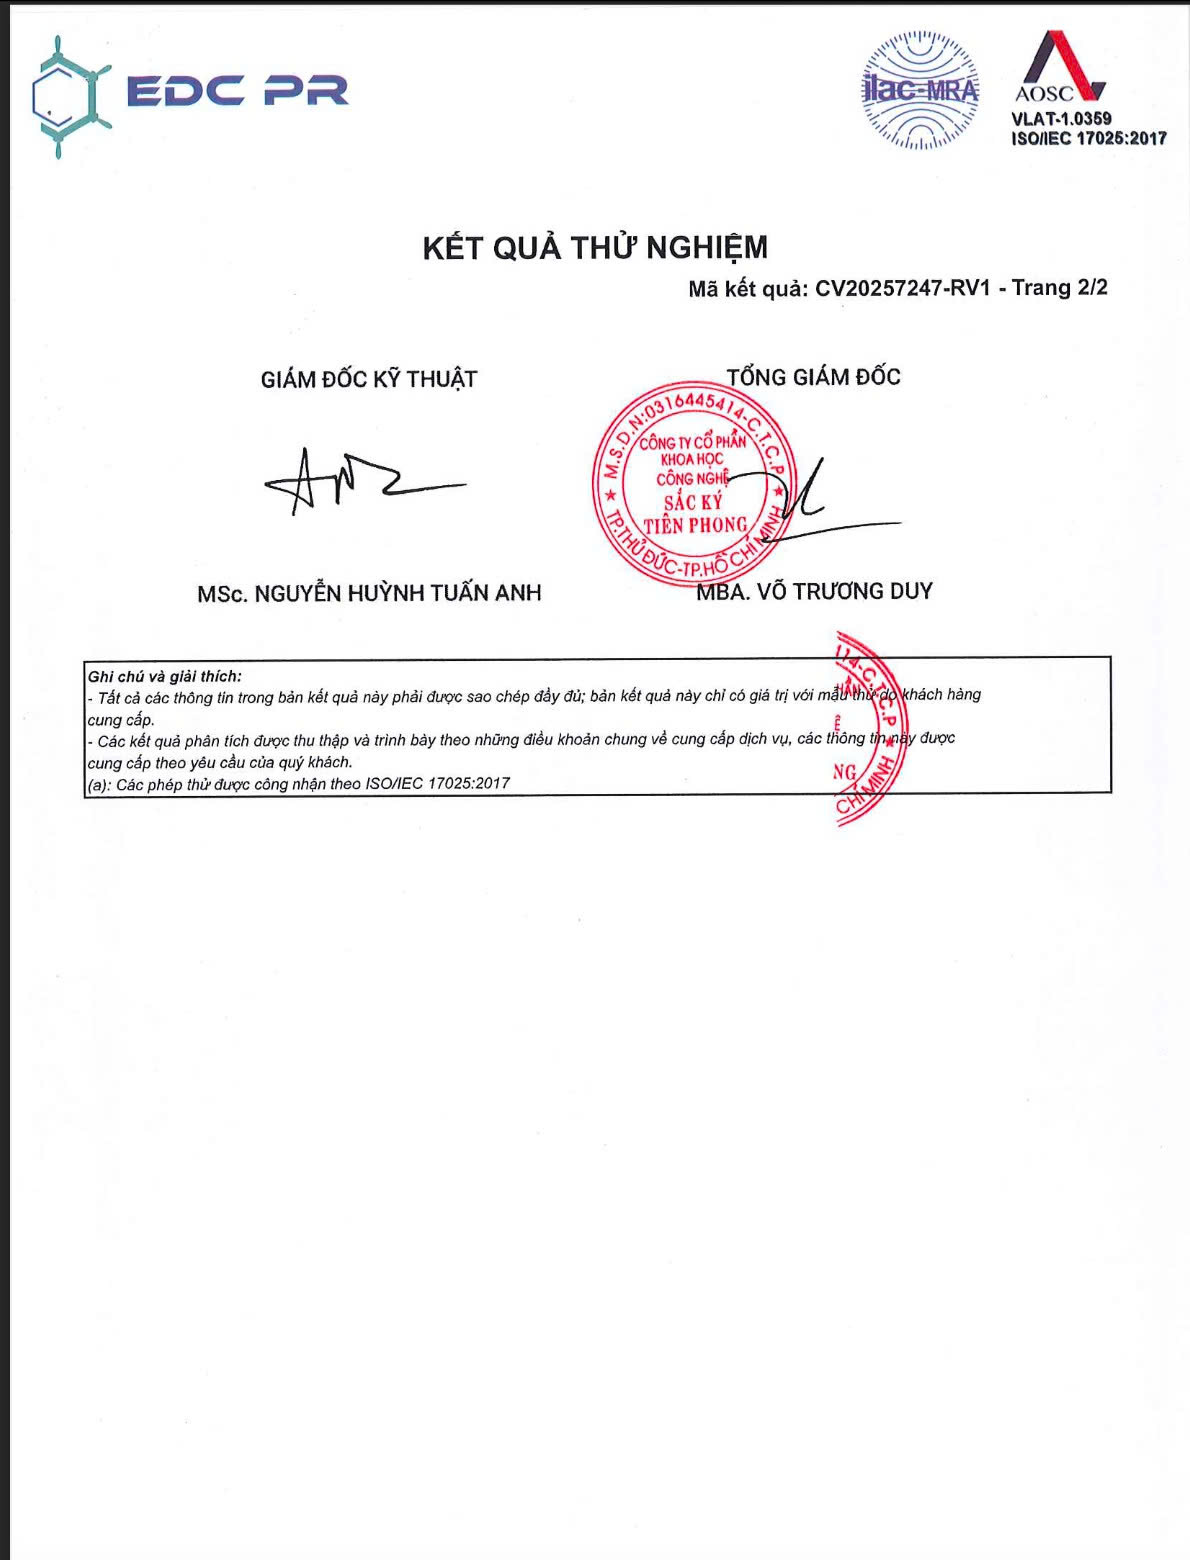 EDC PR
ilac-MRA
AOSC
VLAT-1.0359
ISO/IEC 17025:2017
KẾT QUẢ THỬ NGHIỆM
Mã kết quả: CV20257247-RV1 - Trang 2/2
GIÁM ĐỐC KỸ THUẬT
TỔNG GIÁM ĐỐC
M.S.D.N:0316445414-C.T.C.P
CÔNG TY CỔ PHẦN
KHOA HỌC
CÔNG NGHỆ
SẮC KÝ
TIÊN PHONG
TP.THỦ ĐỨC-TP.HỒ CHÍ MINH
MSc. NGUYỄN HUỲNH TUẤN ANH
MBA. VÕ TRƯƠNG DUY
Ghi chú và giải thích:
- Tất cả các thông tin trong bản kết quả này phải được sao chép đầy đủ; bản kết quả này chỉ có giá trị với mẫu thử do khách hàng
cung cấp.
- Các kết quả phân tích được thu thập và trình bày theo những điều khoản chung về cung cấp dịch vụ, các thông tin này được
cung cấp theo yêu cầu của quý khách.
(a): Các phép thử được công nhận theo ISO/IEC 17025:2017
14-C.T.C.P
HẦN
Ệ
NG
CHÍ MINH